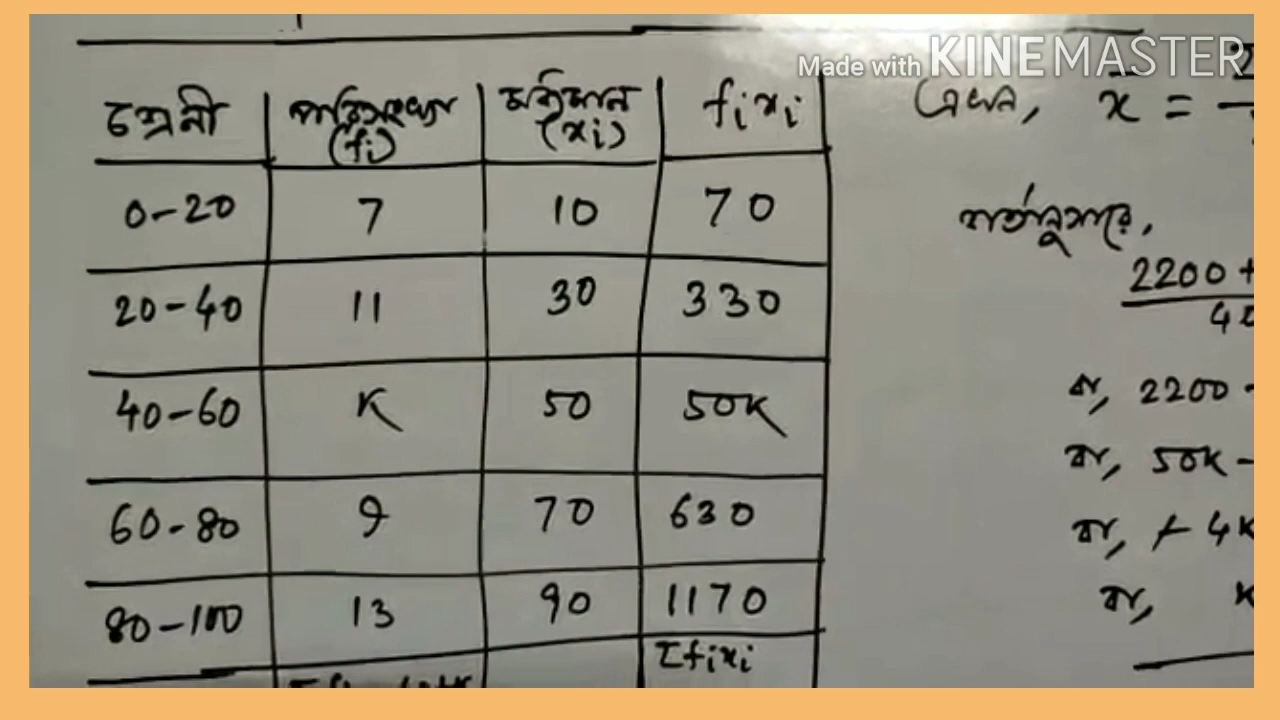 Made with KINEMASTER
শ্রেনী | পরিসংখ্যা (fi) | মধ্যমান (xi) | fixi
0-20 | 7 | 10 | 70
20-40 | 11 | 30 | 330
40-60 | K | 50 | 50K
60-80 | 9 | 70 | 630
80-100 | 13 | 90 | 1170
Σfixi
এখন, x̄ =
শর্তানুসারে,
2200 +
40
বা, 2200 -
বা, 50K -
বা, + 4K
বা, K